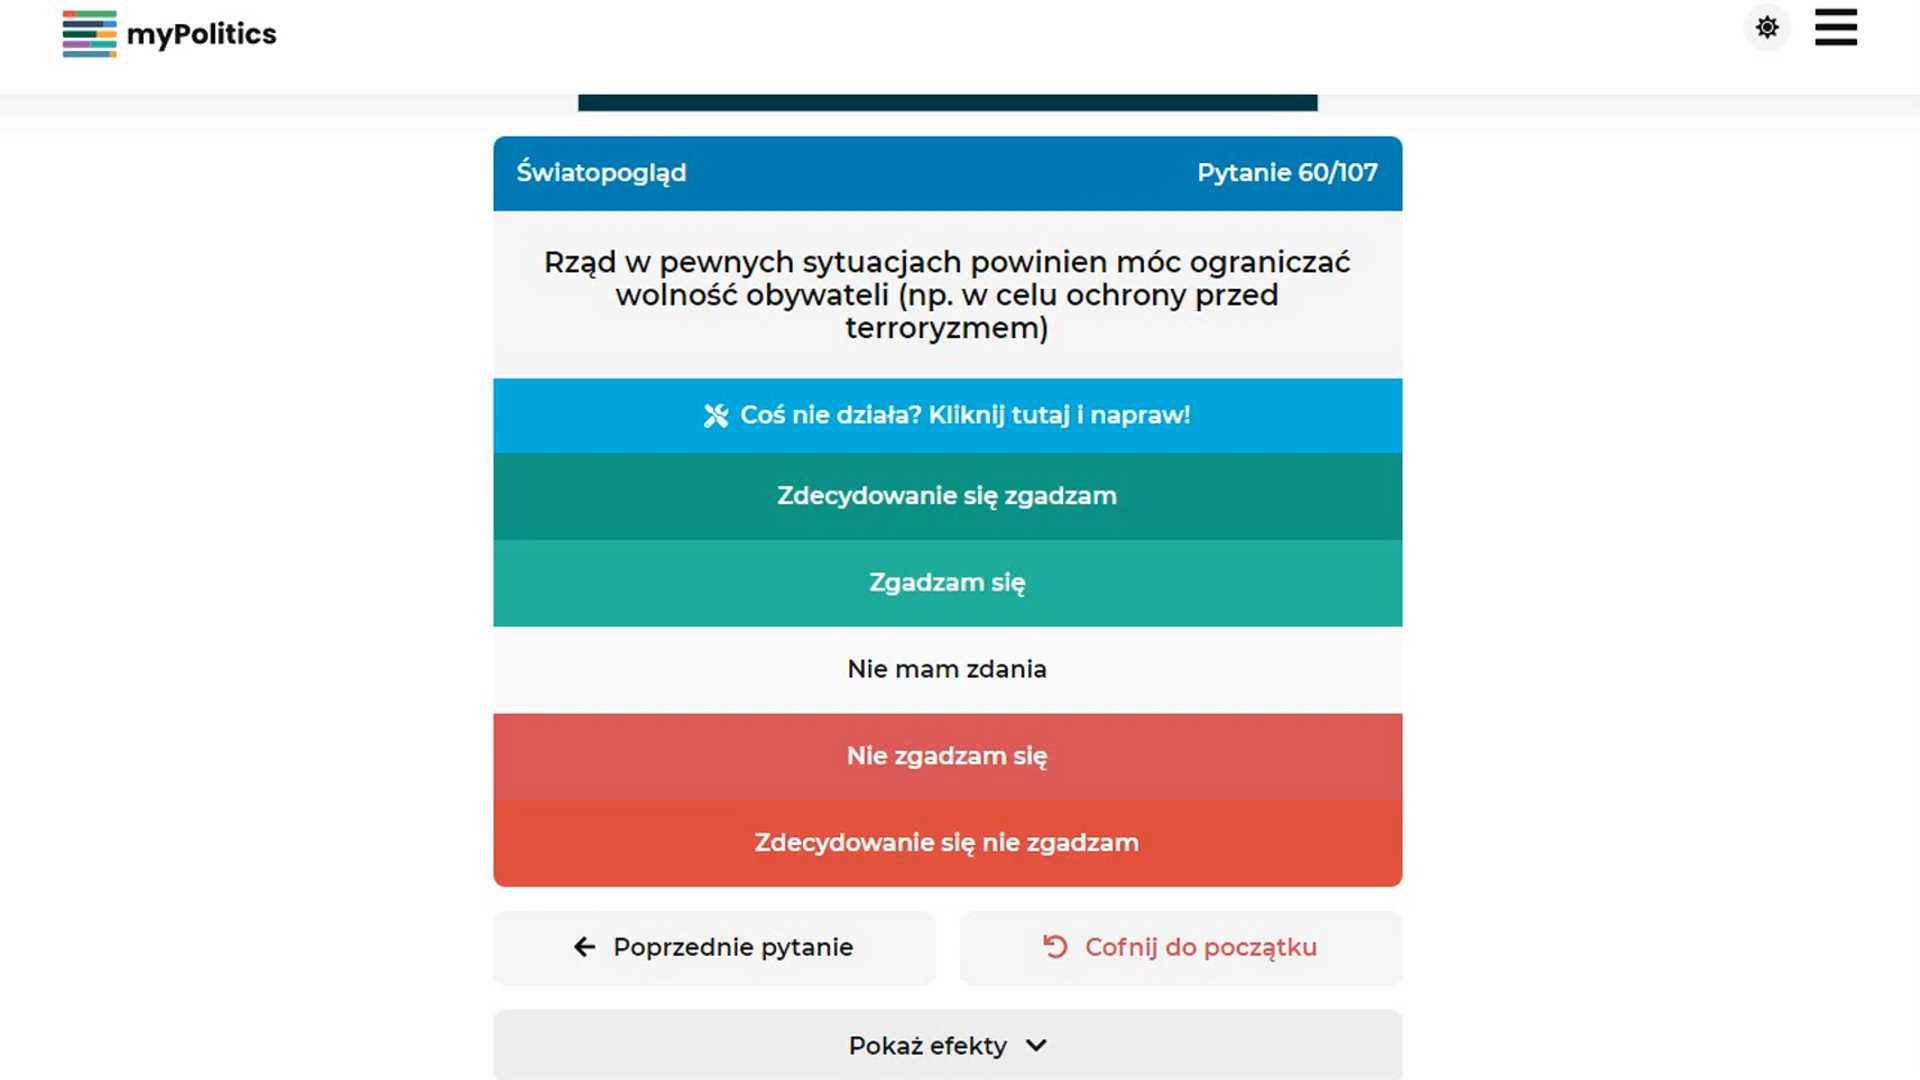 myPolitics
Światopogląd
Pytanie 60/107
Rząd w pewnych sytuacjach powinien móc ograniczać
wolność obywateli (np. w celu ochrony przed
terroryzmem)
Coś nie działa? Kliknij tutaj i napraw!
Zdecydowanie się zgadzam
Zgadzam się
Nie mam zdania
Nie zgadzam się
Zdecydowanie się nie zgadzam
Poprzednie pytanie
Cofnij do początku
Pokaż efekty